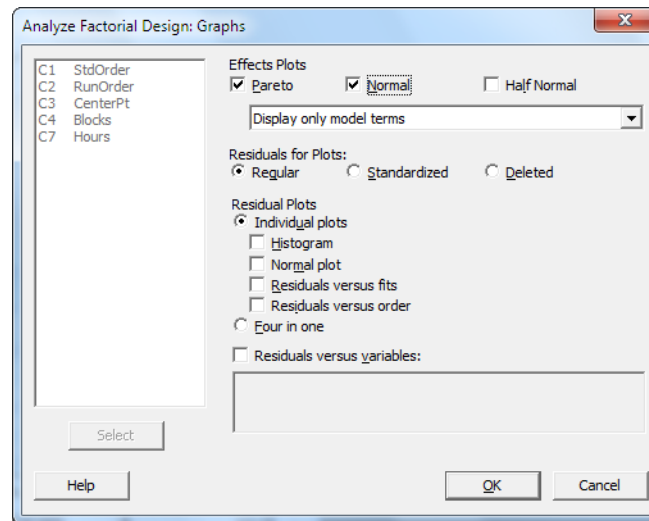 Analyze Factorial Design: Graphs
C1 StdOrder
C2 RunOrder
C3 CenterPt
C4 Blocks
C7 Hours
Select
Effects Plots
Pareto Normal Half Normal
Display only model terms
Residuals for Plots:
Regular Standardized Deleted
Residual Plots
Individual plots
Histogram
Normal plot
Residuals versus fits
Residuals versus order
Four in one
Residuals versus variables:
Help OK Cancel